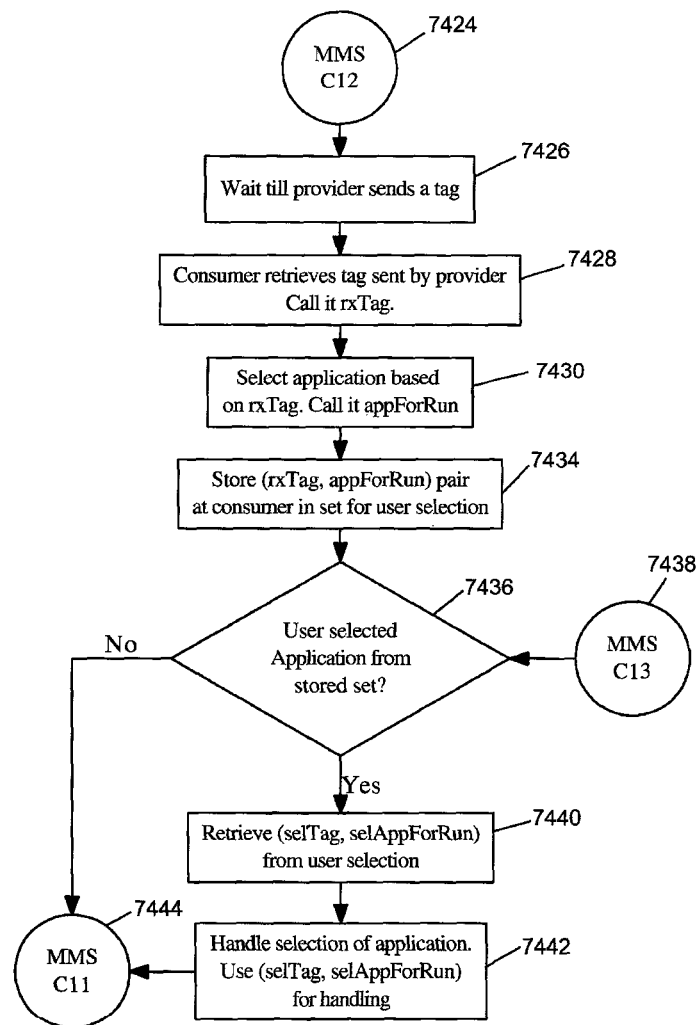 7424
MMS
C12
7426
Wait till provider sends a tag
7428
Consumer retrieves tag sent by provider
Call it rxTag.
7430
Select application based
on rxTag. Call it appForRun
7434
Store (rxTag, appForRun) pair
at consumer in set for user selection
7436
7438
No
User selected
Application from
stored set?
MMS
C13
Yes
7440
Retrieve (selTag, selAppForRun)
from user selection
7444
MMS
C11
7442
Handle selection of application.
Use (selTag, selAppForRun)
for handling